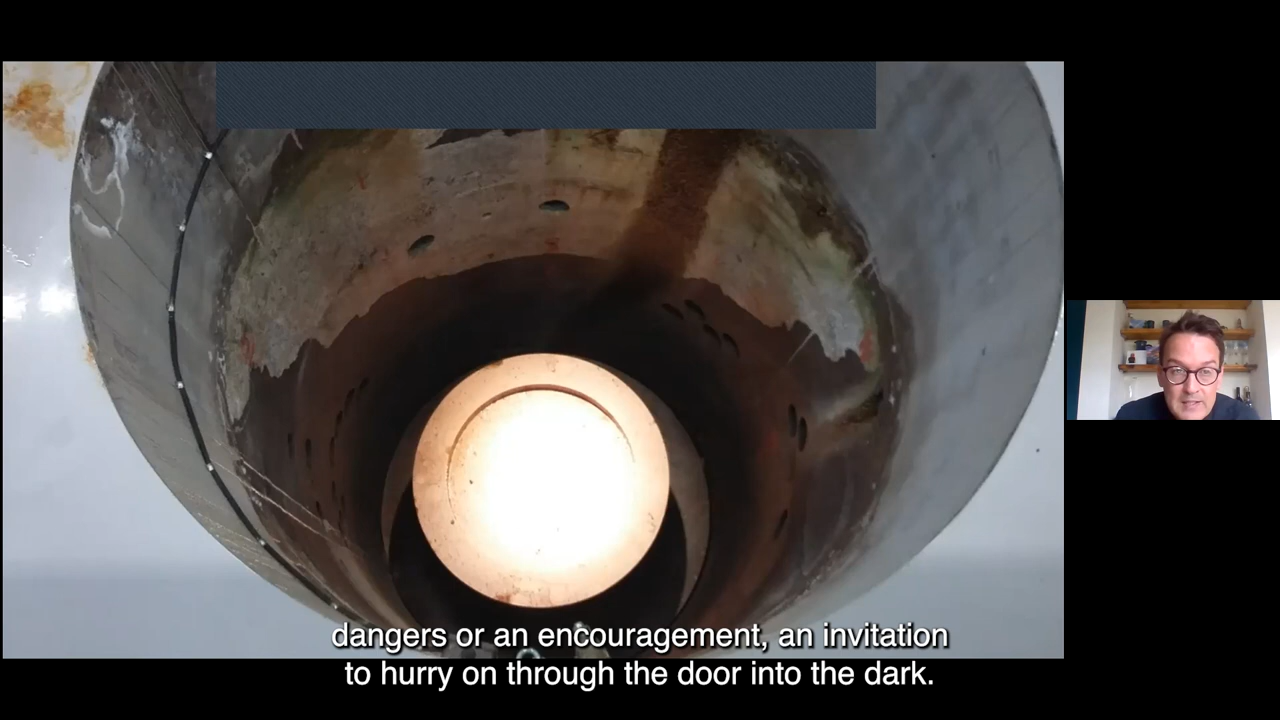 dangers or an encouragement, an invitation
to hurry on through the door into the dark.